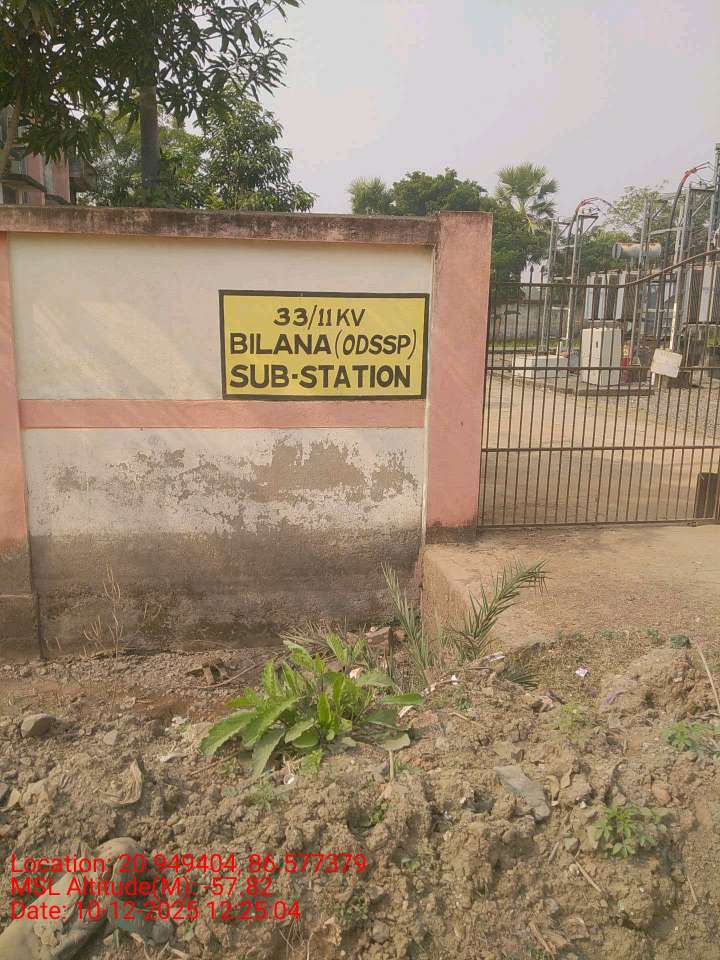 33/11 KV
BILANA (ODSSP)
SUB-STATION
Location: 20.949404, 86.577379
MSL Altitude(M): -57.82
Date: 10-12-2025 12:25:04